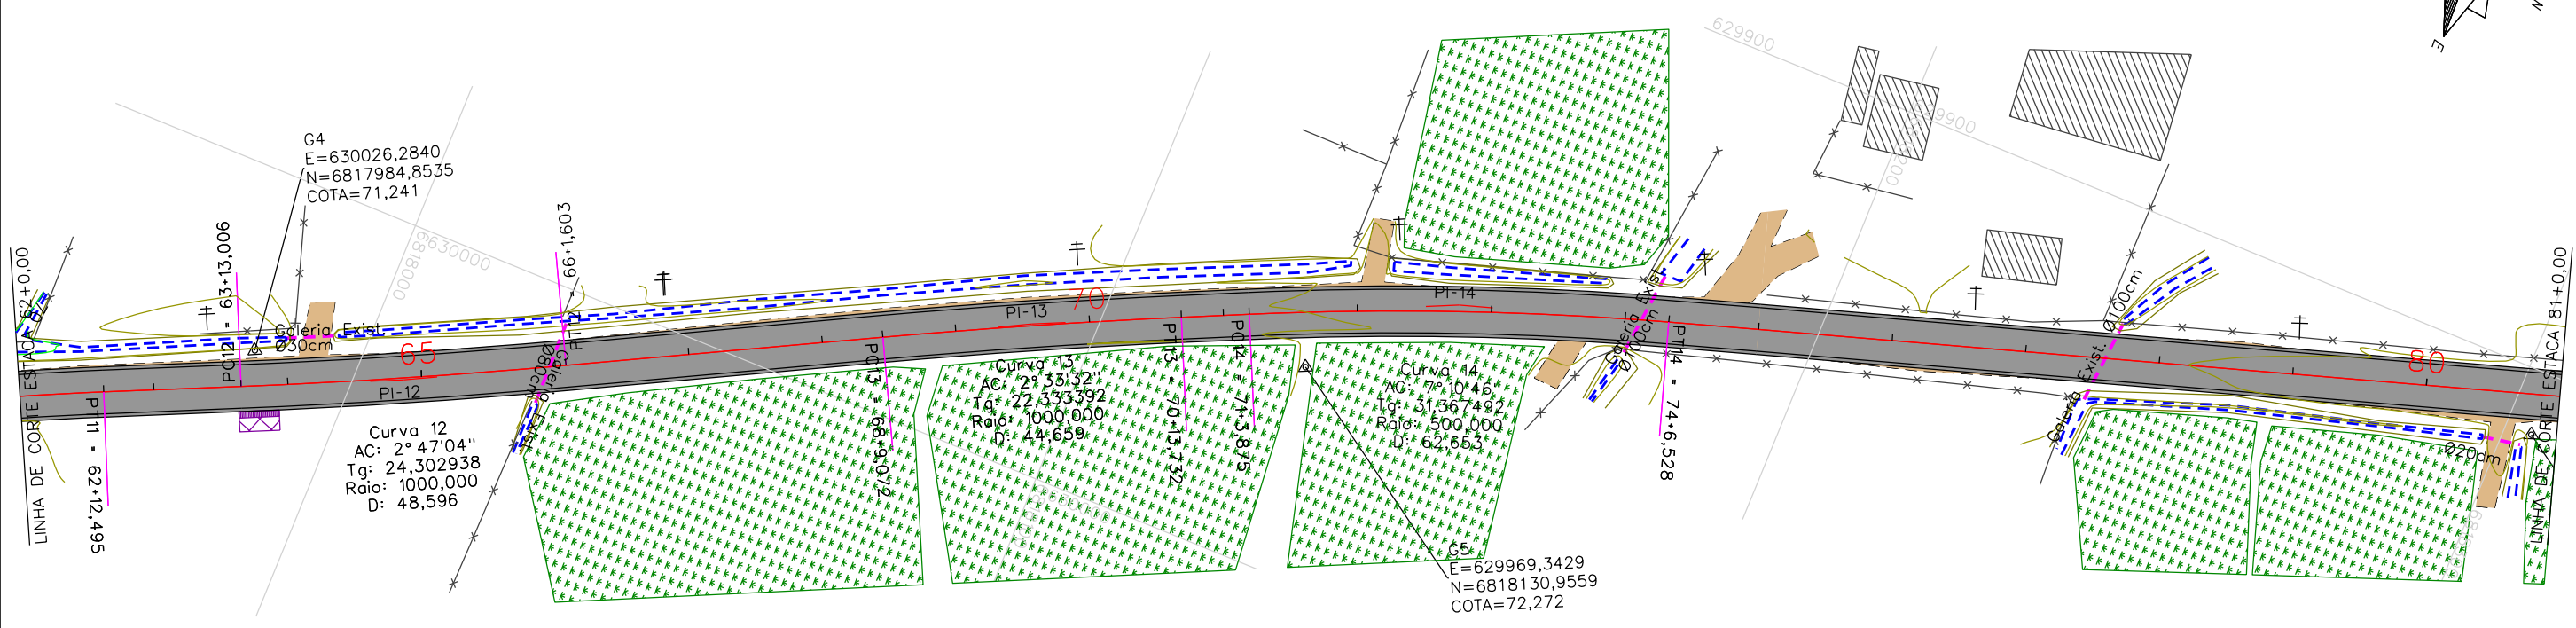 LINHA DE CORTE ESTACA 62+0,00
PT11 - 62+12,495
PC12 - 63+13,006
G4
E=630026,2840
N=6817984,8535
COTA=71,241
Galeria Exist.
Ø30cm
65
PI-12
Curva 12
AC: 2°47'04"
Tg: 24,302938
Raio: 1000,000
D: 48,596
630000
PT12 - 66+1,603
Galeria Exist.
Ø80cm
PC13 - 68+9,072
PI-13
70
Curva 13
AC: 2°33'32"
Tg: 22,333392
Raio: 1000,000
D: 44,659
PT13 - 70+13,732
PC14 - 71+3,875
PI-14
Curva 14
AC: 7°10'46"
Tg: 31,367492
Raio: 500,000
D: 62,653
G5
E=629969,3429
N=6818130,9559
COTA=72,272
Galeria Exist.
Ø100cm
PT14 - 74+6,528
629900
629900
N
E
Galeria Exist.
Ø100cm
80
Ø20cm
LINHA DE CORTE ESTACA 81+0,00